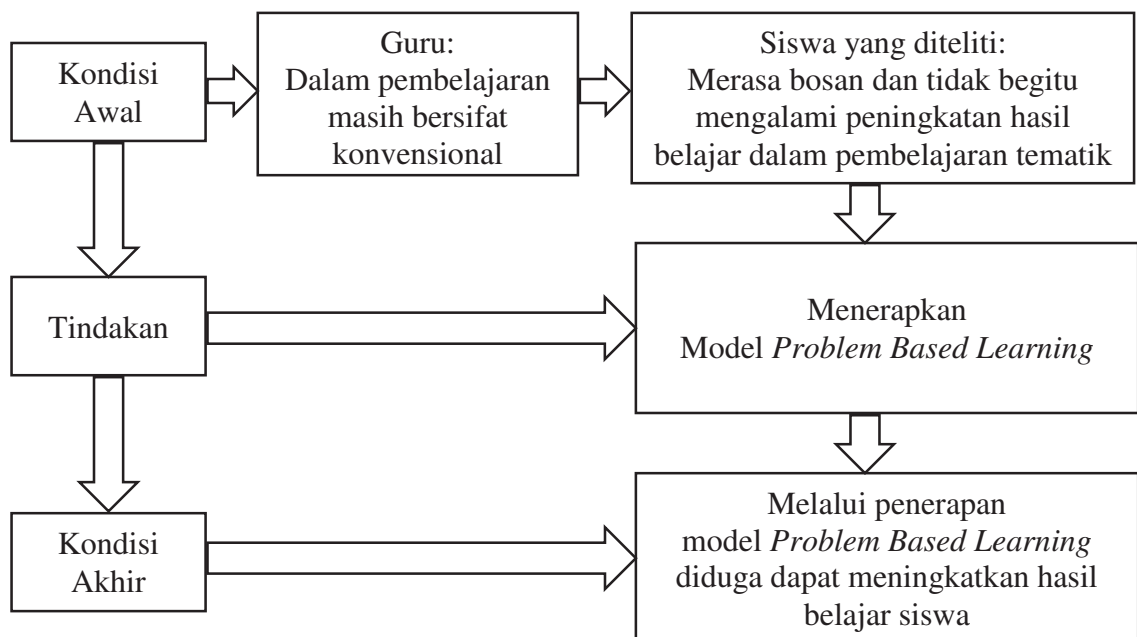 Kondisi
Awal
Guru:
Dalam pembelajaran
masih bersifat
konvensional
Siswa yang diteliti:
Merasa bosan dan tidak begitu
mengalami peningkatan hasil
belajar dalam pembelajaran tematik
Tindakan
Menerapkan
Model Problem Based Learning
Kondisi
Akhir
Melalui penerapan
model Problem Based Learning
diduga dapat meningkatkan hasil
belajar siswa